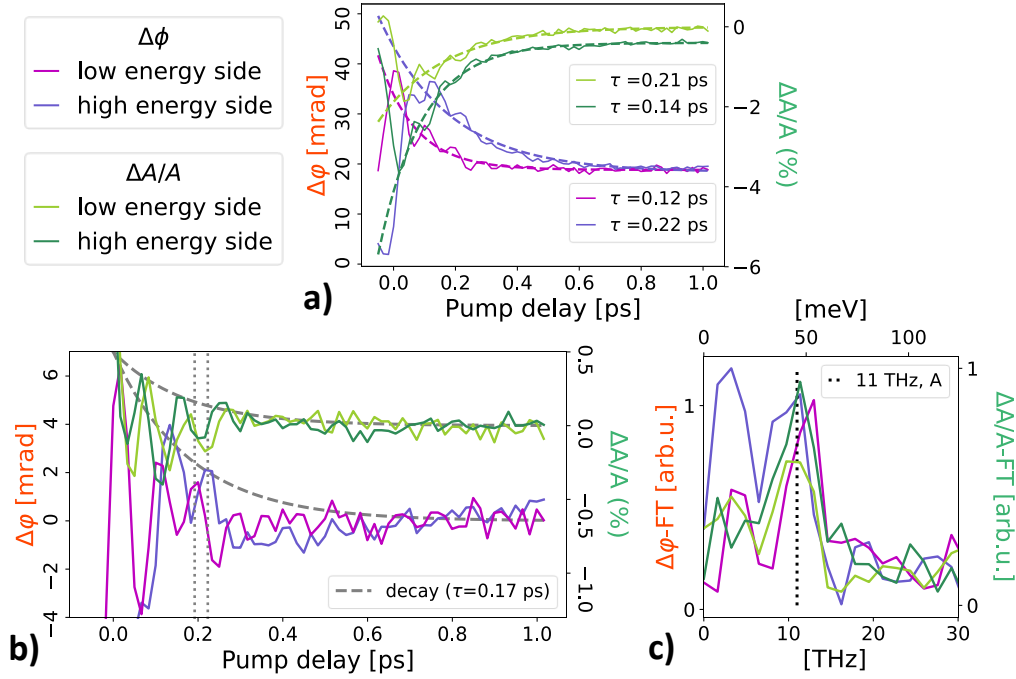 Δϕ
low energy side
high energy side
ΔA/A
low energy side
high energy side
50
40
30
20
10
0
Δφ [mrad]
τ =0.21 ps
τ =0.14 ps
τ =0.12 ps
τ =0.22 ps
0
−2
−4
−6
ΔA/A (%)
0.0 0.2 0.4 0.6 0.8 1.0
a)
Pump delay [ps]
6
4
2
0
−2
−4
Δφ [mrad]
decay (τ=0.17 ps)
0.5
0.0
−0.5
−1.0
ΔA/A (%)
0.0 0.2 0.4 0.6 0.8 1.0
b)
Pump delay [ps]
[meV]
0 50 100
11 THz, A
1
0
Δφ-FT [arb.u.]
1
0
ΔA/A-FT [arb.u.]
0 10 20 30
c)
[THz]